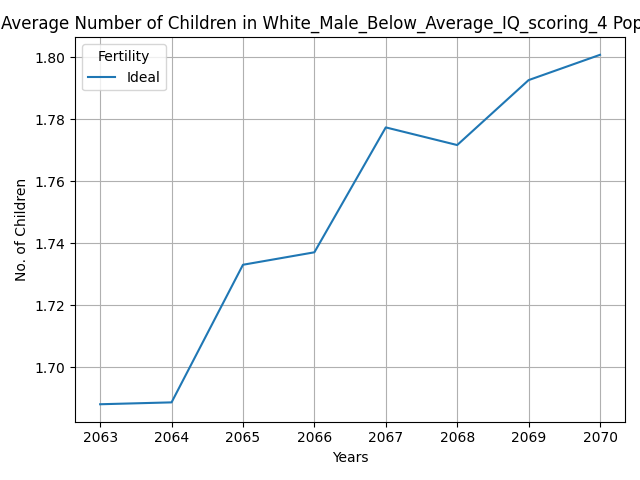 Average Number of Children in White_Male_Below_Average_IQ_scoring_4 Pop
Fertility
Ideal
No. of Children
1.80
1.78
1.76
1.74
1.72
1.70
2063 2064 2065 2066 2067 2068 2069 2070
Years